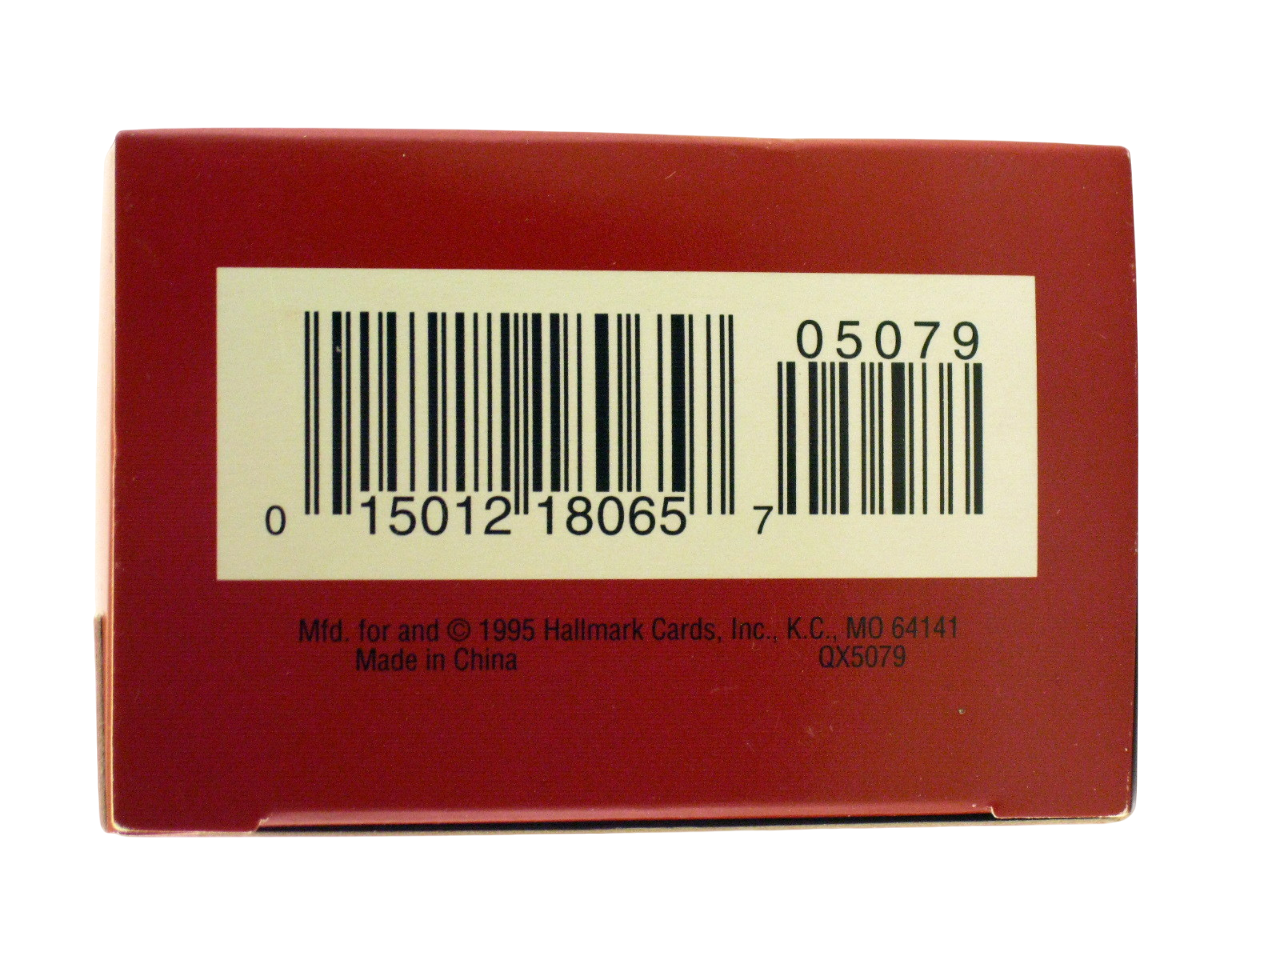 05079
0 15012 18065 7
Mfd. for and © 1995 Hallmark Cards, Inc., K.C., MO 64141
Made in China QX5079